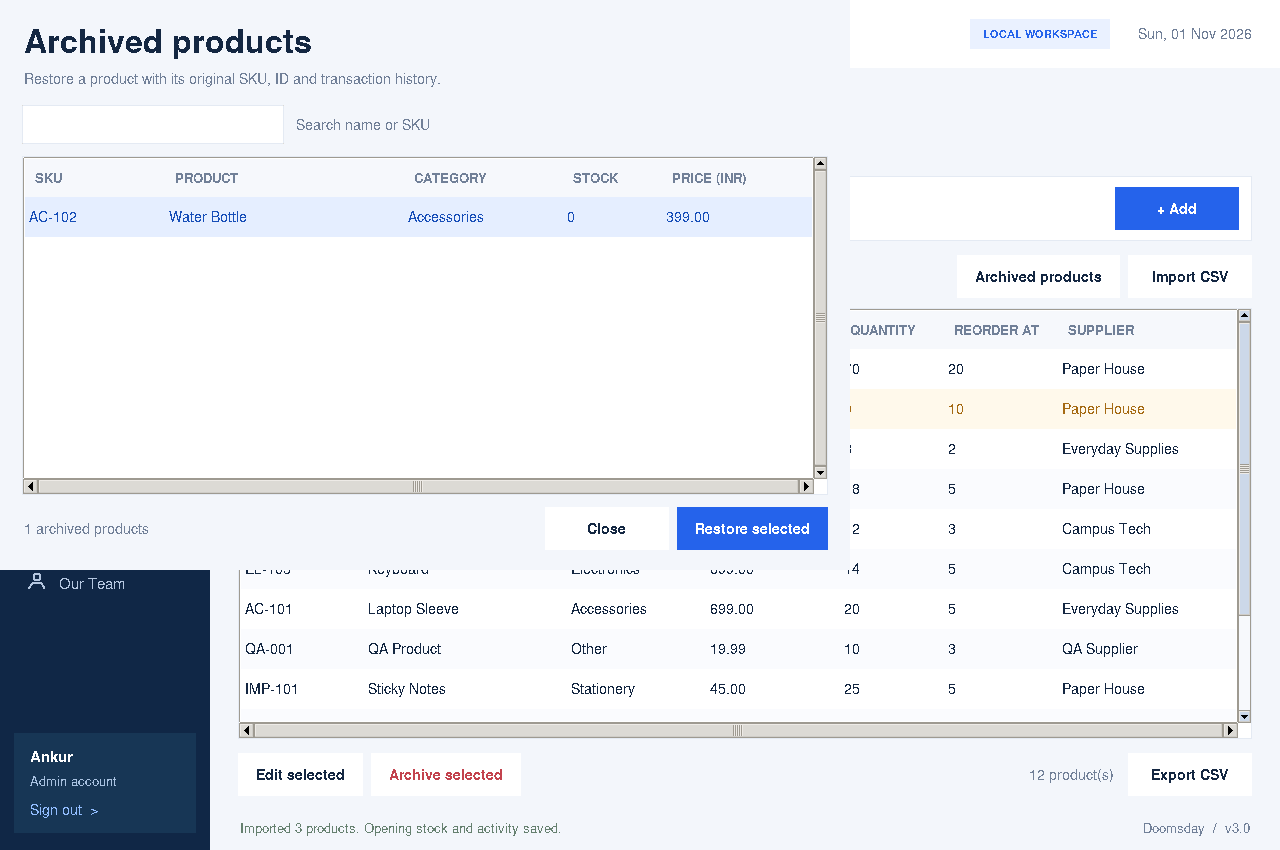 Archived products
LOCAL WORKSPACE
Sun, 01 Nov 2026
Restore a product with its original SKU, ID and transaction history.
Search name or SKU
SKU PRODUCT CATEGORY STOCK PRICE (INR)
AC-102 Water Bottle Accessories 0 399.00
1 archived products
Close
Restore selected
+ Add
Archived products
Import CSV
QUANTITY REORDER AT SUPPLIER
20 Paper House
10 Paper House
2 Everyday Supplies
8 5 Paper House
2 3 Campus Tech
Keyboard Electronics 14 5 Campus Tech
AC-101 Laptop Sleeve Accessories 699.00 20 5 Everyday Supplies
QA-001 QA Product Other 19.99 10 3 QA Supplier
IMP-101 Sticky Notes Stationery 45.00 25 5 Paper House
Our Team
Ankur
Admin account
Sign out >
Edit selected
Archive selected
12 product(s)
Export CSV
Imported 3 products. Opening stock and activity saved.
Doomsday / v3.0